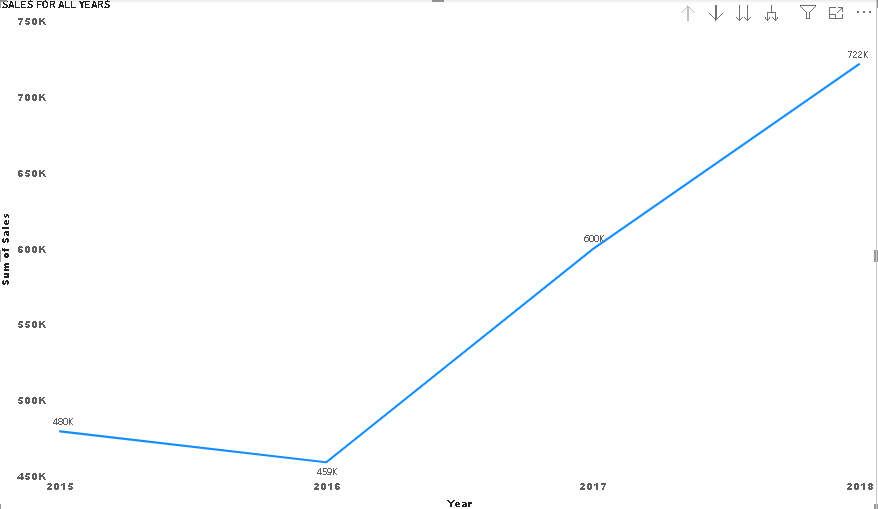 SALES FOR ALL YEARS
750K
722K
700K
650K
600K
600K
550K
500K
480K
459K
450K
2015 2016 2017 2018
Year
Sum of Sales